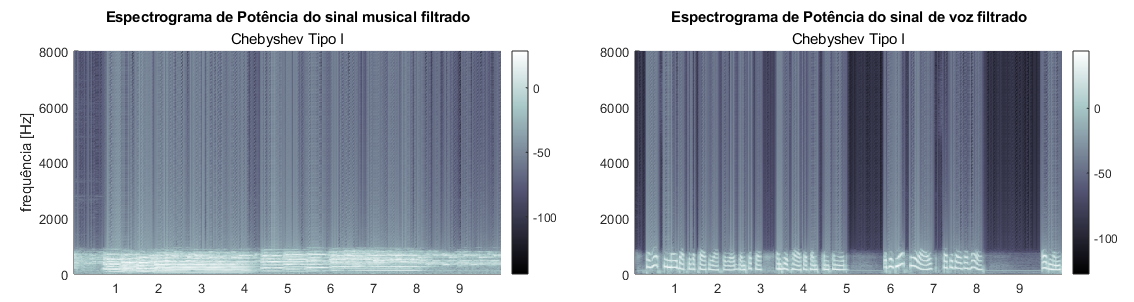 Espectrograma de Potência do sinal musical filtrado
Chebyshev Tipo I
8000
6000
4000
2000
0
frequência [Hz]
1 2 3 4 5 6 7 8 9
0
-50
-100
Espectrograma de Potência do sinal de voz filtrado
Chebyshev Tipo I
8000
6000
4000
2000
0
1 2 3 4 5 6 7 8 9
0
-50
-100